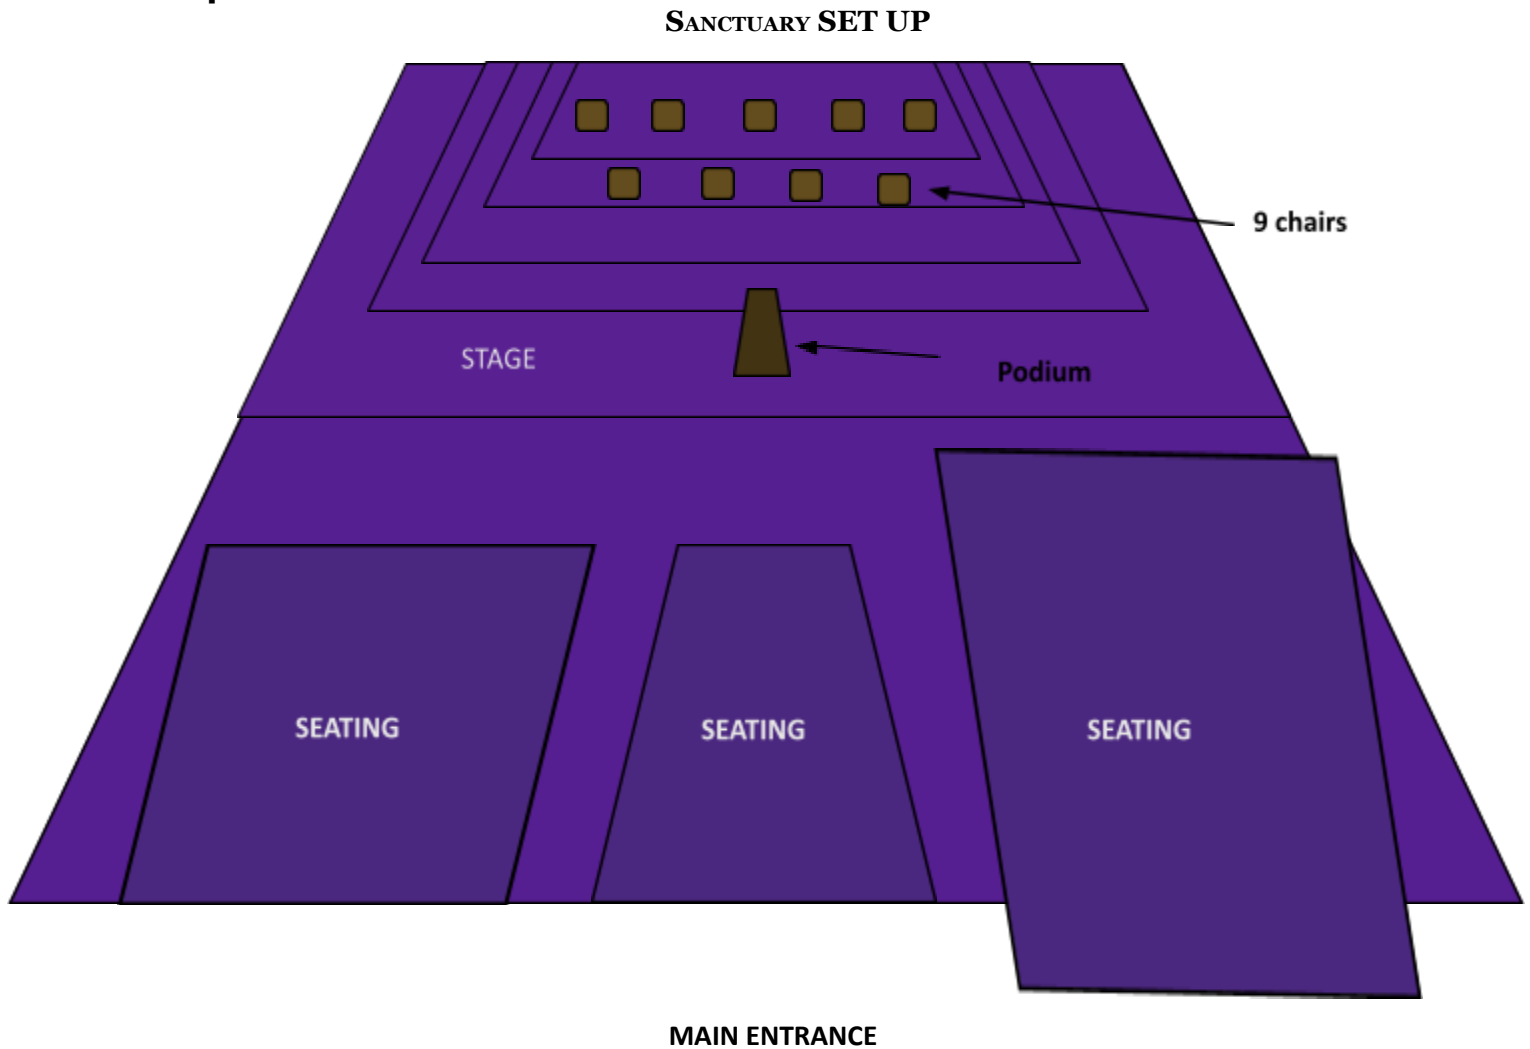 SANCTUARY SET UP
9 chairs
STAGE
Podium
SEATING
SEATING
SEATING
MAIN ENTRANCE